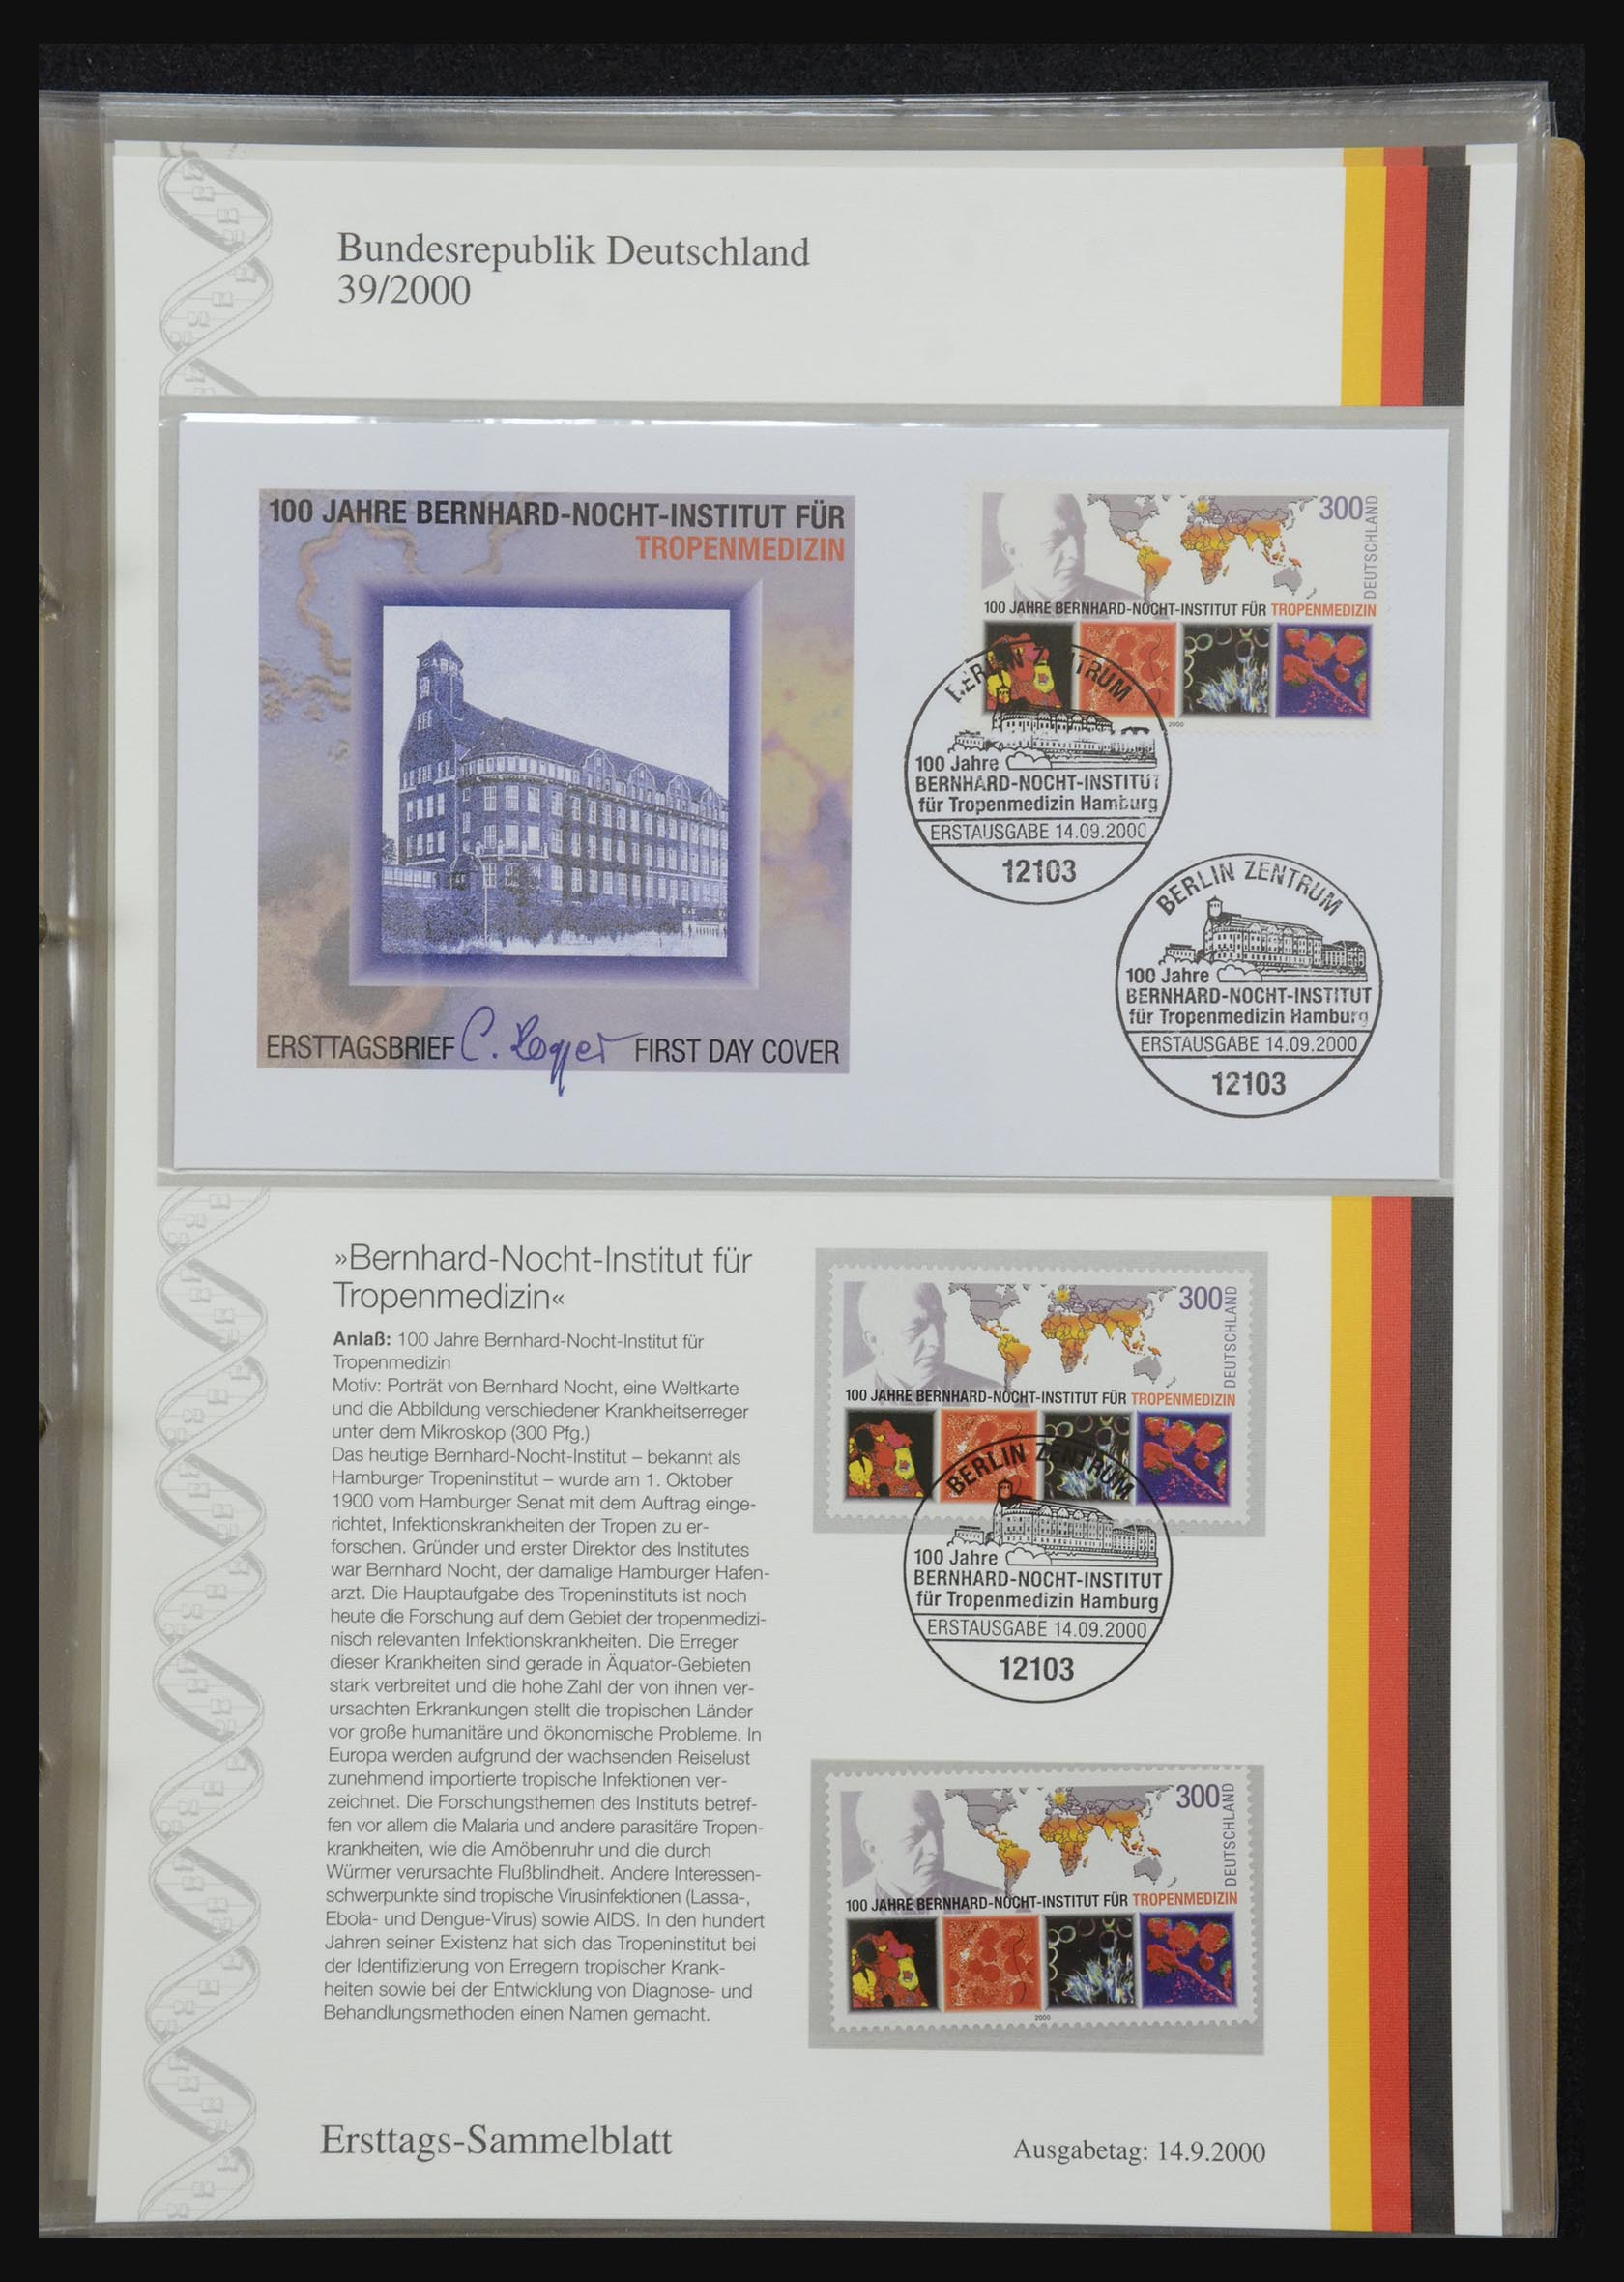 Bundesrepublik Deutschland
39/2000
100 JAHRE BERNHARD-NOCHT-INSTITUT FÜR
TROPENMEDIZIN
ERSTTAGSBRIEF
FIRST DAY COVER
300
DEUTSCHLAND
100 JAHRE BERNHARD-NOCHT-INSTITUT FÜR TROPENMEDIZIN
2000
BERLIN ZENTRUM
100 Jahre
BERNHARD-NOCHT-INSTITUT
für Tropenmedizin Hamburg
ERSTAUSGABE 14.09.2000
12103
BERLIN ZENTRUM
100 Jahre
BERNHARD-NOCHT-INSTITUT
für Tropenmedizin Hamburg
ERSTAUSGABE 14.09.2000
12103
»Bernhard-Nocht-Institut für
Tropenmedizin«
Anlaß: 100 Jahre Bernhard-Nocht-Institut für
Tropenmedizin
Motiv: Porträt von Bernhard Nocht, eine Weltkarte
und die Abbildung verschiedener Krankheitserreger
unter dem Mikroskop (300 Pfg.)
Das heutige Bernhard-Nocht-Institut – bekannt als
Hamburger Tropeninstitut – wurde am 1. Oktober
1900 vom Hamburger Senat mit dem Auftrag einge-
richtet, Infektionskrankheiten der Tropen zu er-
forschen. Gründer und erster Direktor des Institutes
war Bernhard Nocht, der damalige Hamburger Hafen-
arzt. Die Hauptaufgabe des Tropeninstituts ist noch
heute die Forschung auf dem Gebiet der tropenmedizi-
nisch relevanten Infektionskrankheiten. Die Erreger
dieser Krankheiten sind gerade in Äquator-Gebieten
stark verbreitet und die hohe Zahl der von ihnen ver-
ursachten Erkrankungen stellt die tropischen Länder
vor große humanitäre und ökonomische Probleme. In
Europa werden aufgrund der wachsenden Reiselust
zunehmend importierte tropische Infektionen ver-
zeichnet. Die Forschungsthemen des Instituts betref-
fen vor allem die Malaria und andere parasitäre Tropen-
krankheiten, wie die Amöbenruhr und die durch
Würmer verursachte Flußblindheit. Andere Interessen-
schwerpunkte sind tropische Virusinfektionen (Lassa-,
Ebola- und Dengue-Virus) sowie AIDS. In den hundert
Jahren seiner Existenz hat sich das Tropeninstitut bei
der Identifizierung von Erregern tropischer Krank-
heiten sowie bei der Entwicklung von Diagnose- und
Behandlungsmethoden einen Namen gemacht.
300
DEUTSCHLAND
100 JAHRE BERNHARD-NOCHT-INSTITUT FÜR TROPENMEDIZIN
BERLIN ZENTRUM
100 Jahre
BERNHARD-NOCHT-INSTITUT
für Tropenmedizin Hamburg
ERSTAUSGABE 14.09.2000
12103
300
DEUTSCHLAND
100 JAHRE BERNHARD-NOCHT-INSTITUT FÜR TROPENMEDIZIN
2000
Ersttags-Sammelblatt
Ausgabetag: 14.9.2000